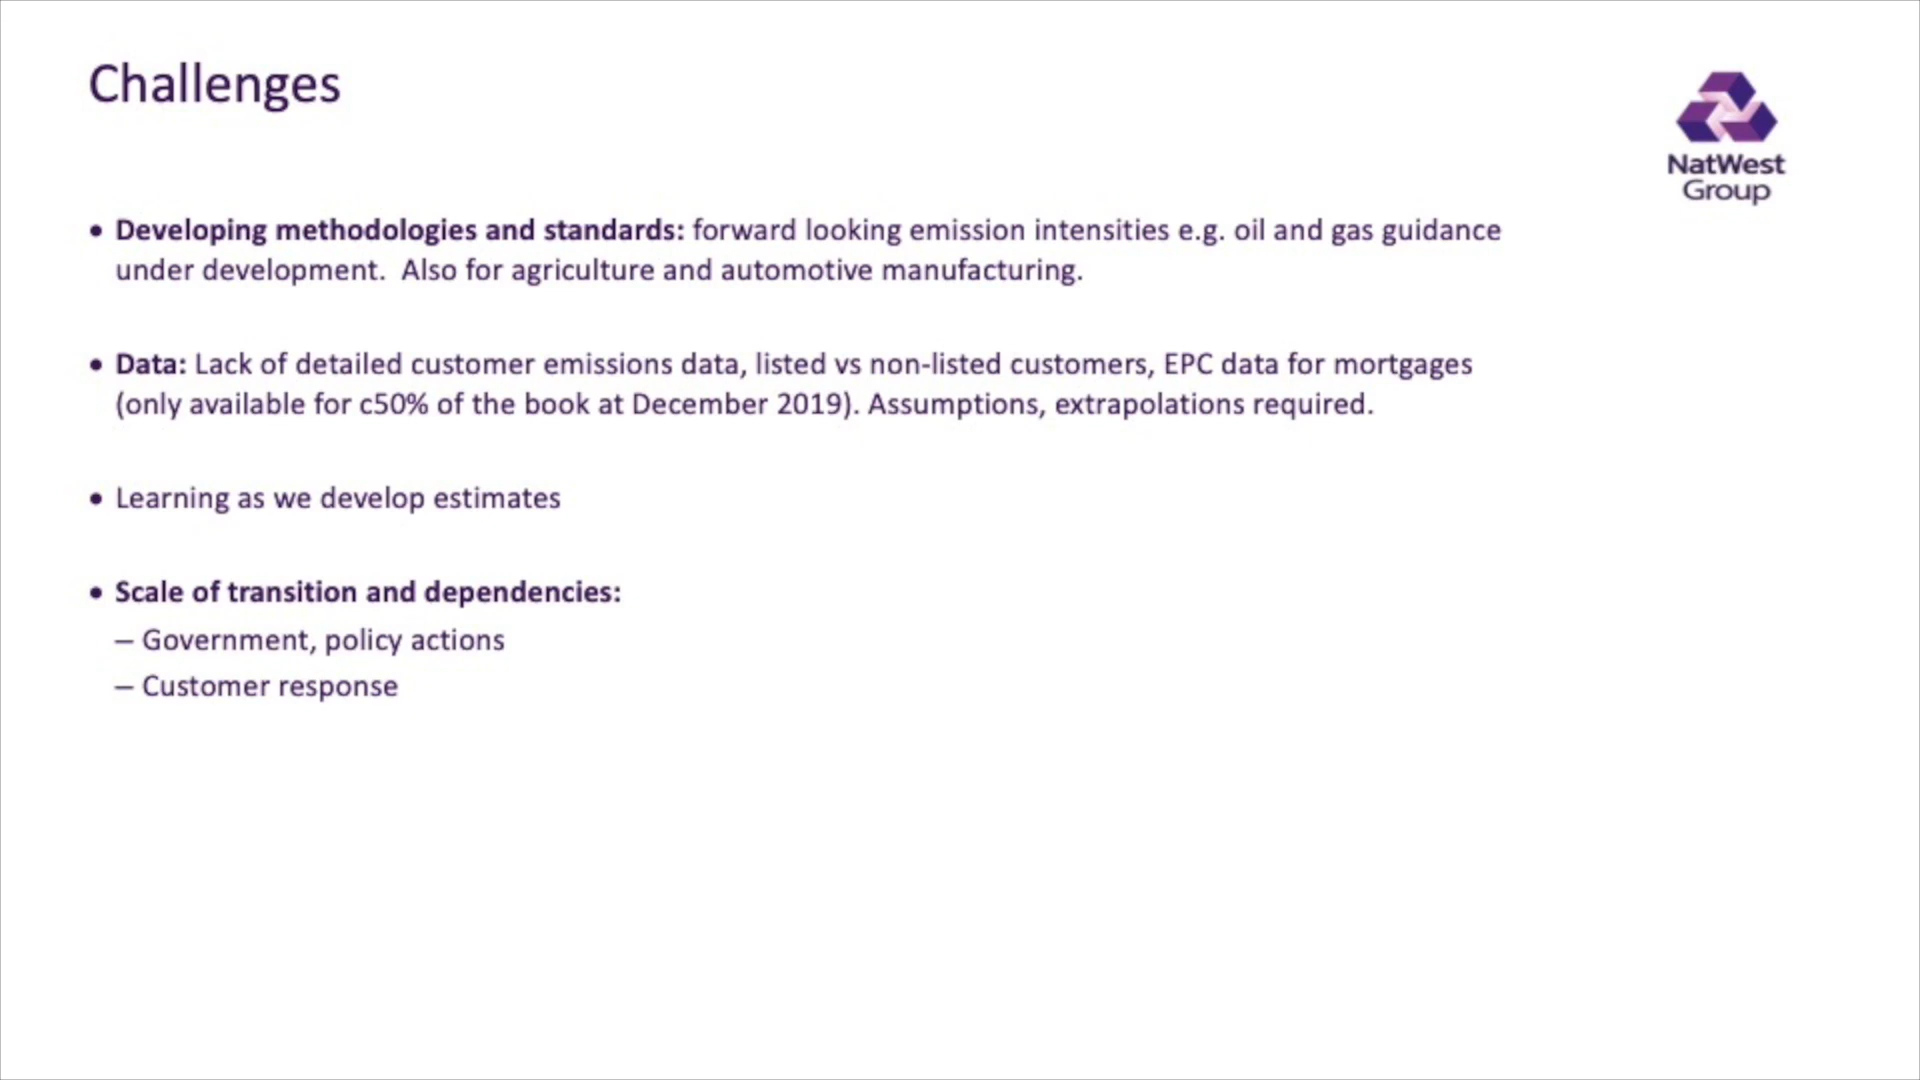 Challenges
NatWest
Group
• Developing methodologies and standards: forward looking emission intensities e.g. oil and gas guidance
under development.  Also for agriculture and automotive manufacturing.
• Data: Lack of detailed customer emissions data, listed vs non-listed customers, EPC data for mortgages
(only available for c50% of the book at December 2019). Assumptions, extrapolations required.
• Learning as we develop estimates
• Scale of transition and dependencies:
– Government, policy actions
– Customer response